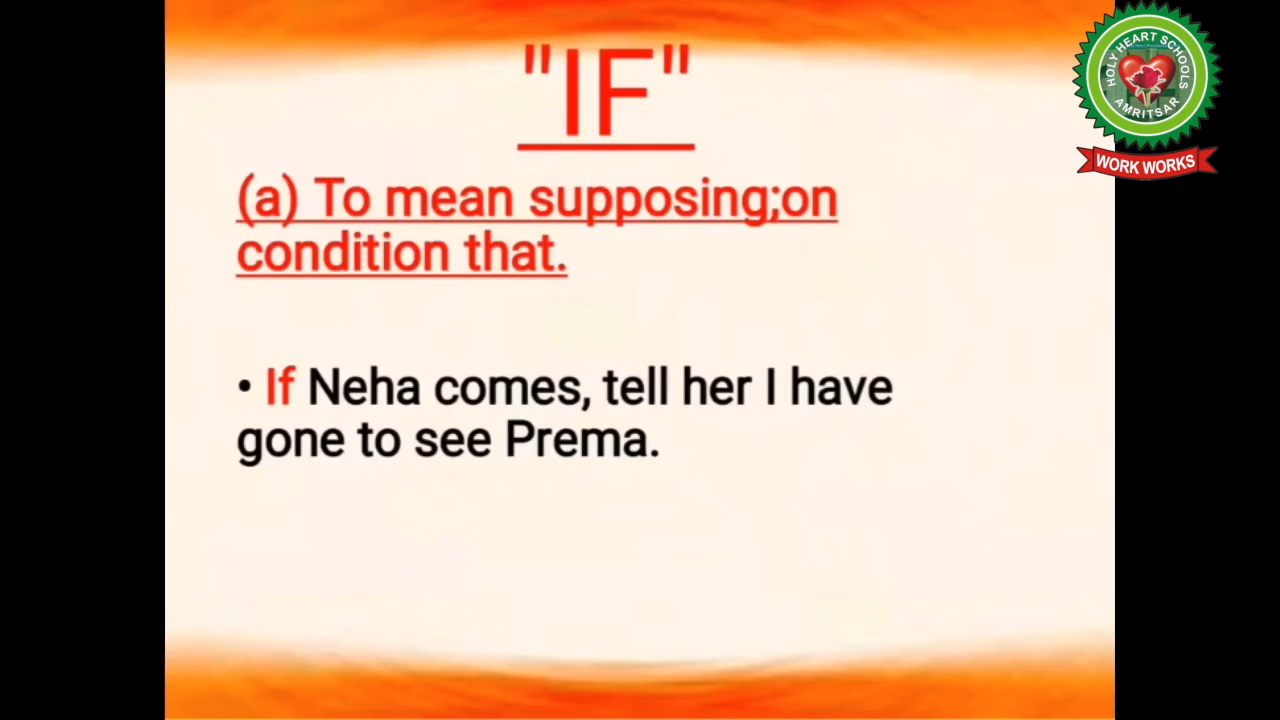 "IF"
(a) To mean supposing;on
condition that.
• If Neha comes, tell her I have
gone to see Prema.
HOLY HEART SCHOOLS
AMRITSAR
WORK WORKS